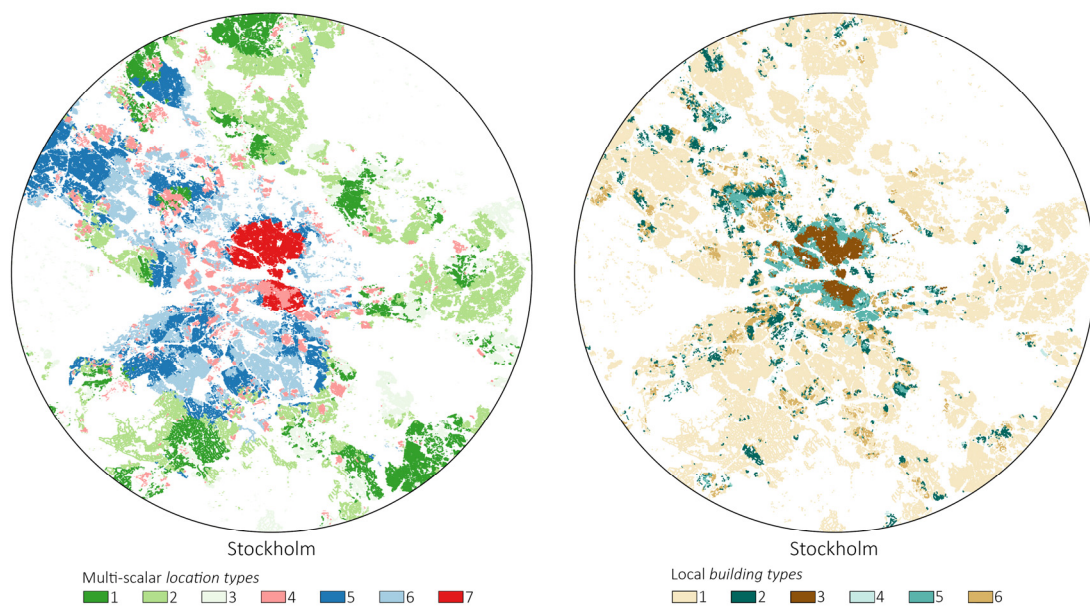 Stockholm
Multi-scalar location types
1 2 3 4 5 6 7
Stockholm
Local building types
1 2 3 4 5 6